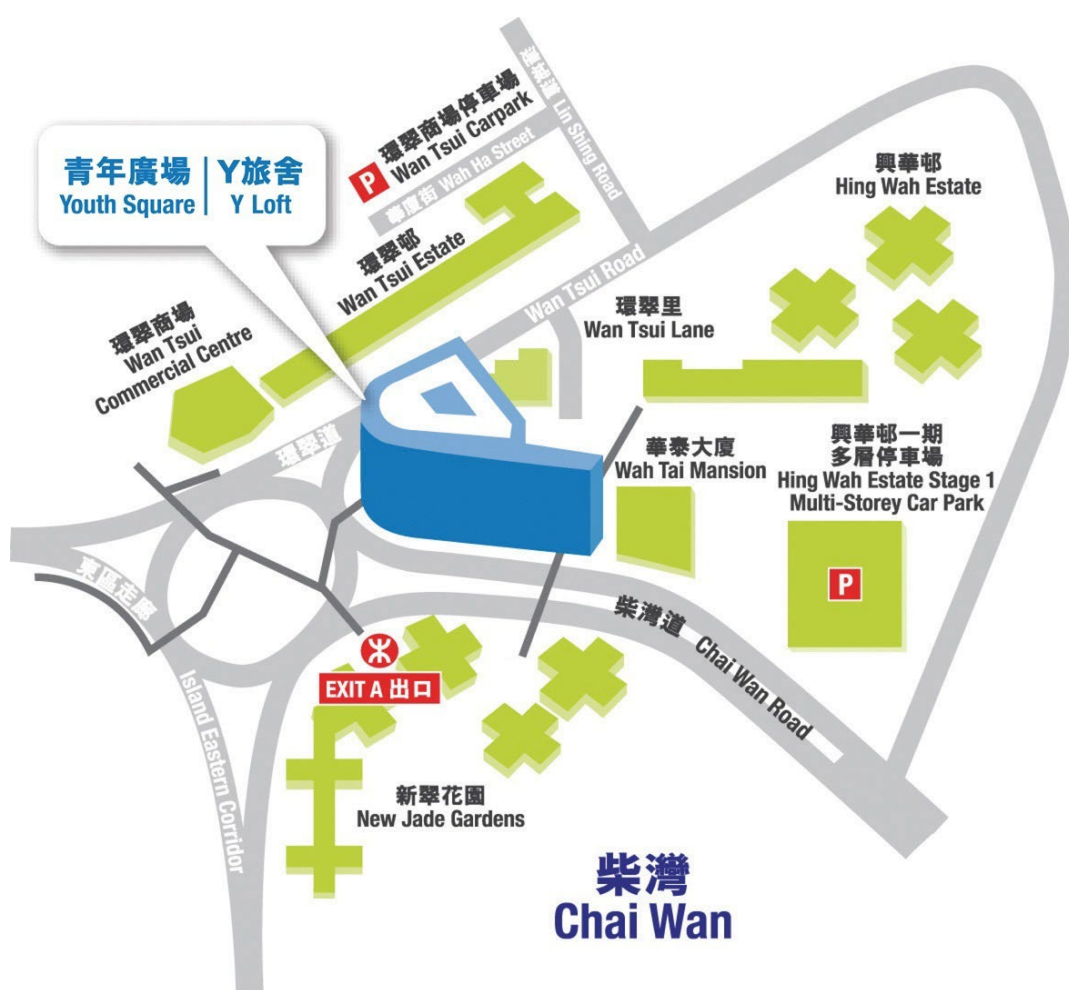 環翠商場停車場
P Wan Tsui Carpark
華廈街 Wah Ha Street
連城道 Lin Shing Road
青年廣場 | Y旅舍
Youth Square | Y Loft
興華邨
Hing Wah Estate
環翠邨
Wan Tsui Estate
Wan Tsui Road
環翠里
Wan Tsui Lane
環翠商場
Wan Tsui
Commercial Centre
環翠道
華泰大廈
Wah Tai Mansion
興華邨一期
多層停車場
Hing Wah Estate Stage 1
Multi-Storey Car Park
P
東區走廊
Island Eastern Corridor
柴灣道 Chai Wan Road
EXIT A 出口
新翠花園
New Jade Gardens
柴灣
Chai Wan